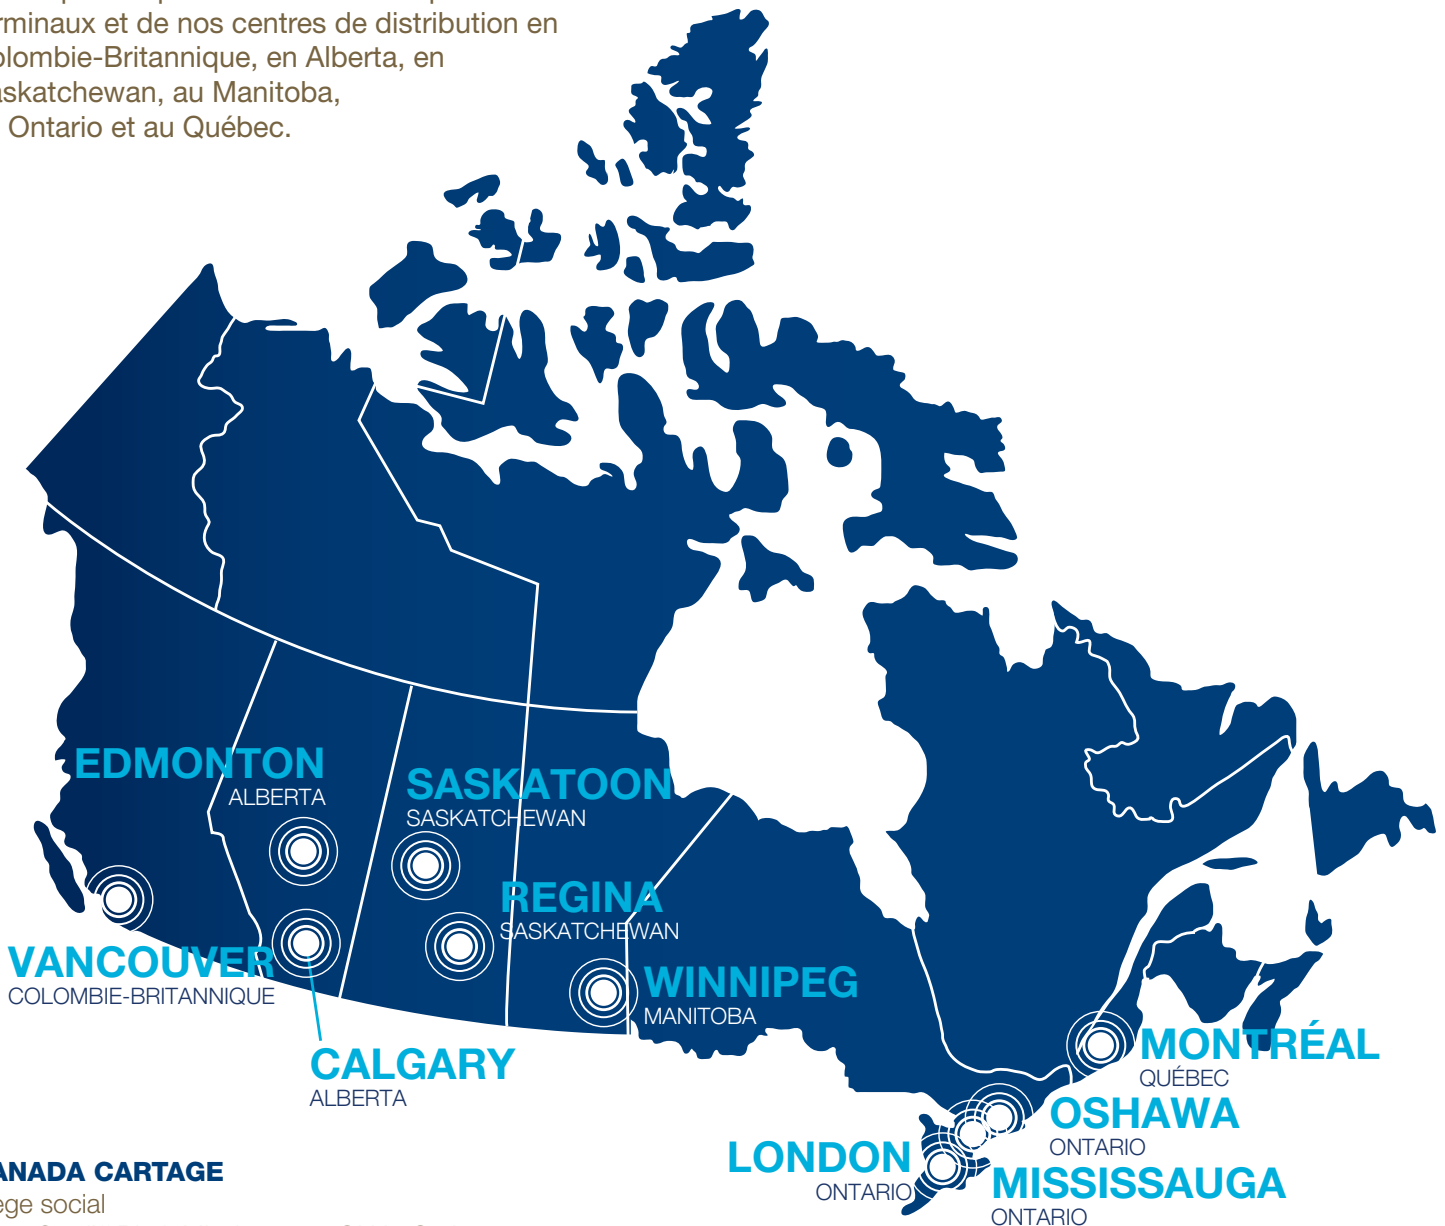 rminaux et de nos centres de distribution en
olombie-Britannique, en Alberta, en
askatchewan, au Manitoba,
Ontario et au Québec.
EDMONTON
ALBERTA
SASKATOON
SASKATCHEWAN
REGINA
SASKATCHEWAN
VANCOUVER
COLOMBIE-BRITANNIQUE
WINNIPEG
MANITOBA
CALGARY
ALBERTA
MONTRÉAL
QUÉBEC
OSHAWA
ONTARIO
LONDON
ONTARIO
MISSISSAUGA
ONTARIO
ANADA CARTAGE
ège social